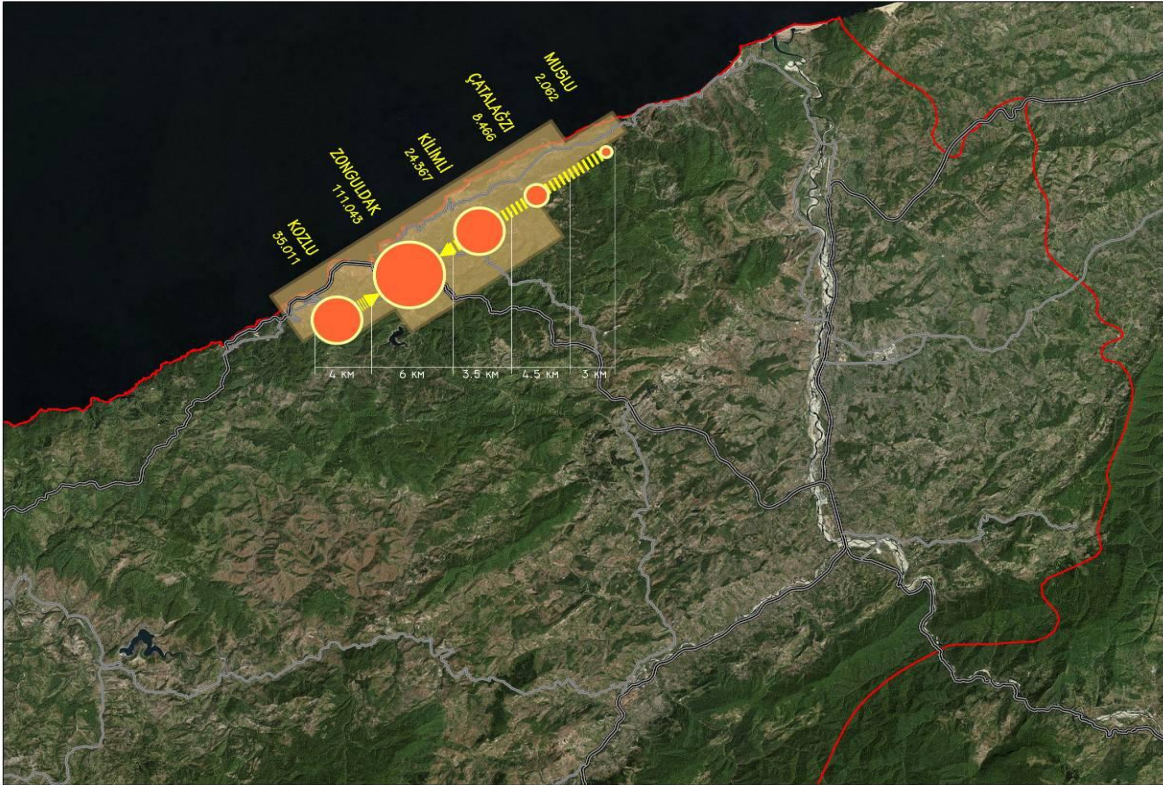 KOZLU
35.011
ZONGULDAK
111.043
KİLİMLİ
24.367
ÇATALAĞZI
8.466
MUSLU
2.062
4 KM
6 KM
3.5 KM
4.5 KM
3 KM